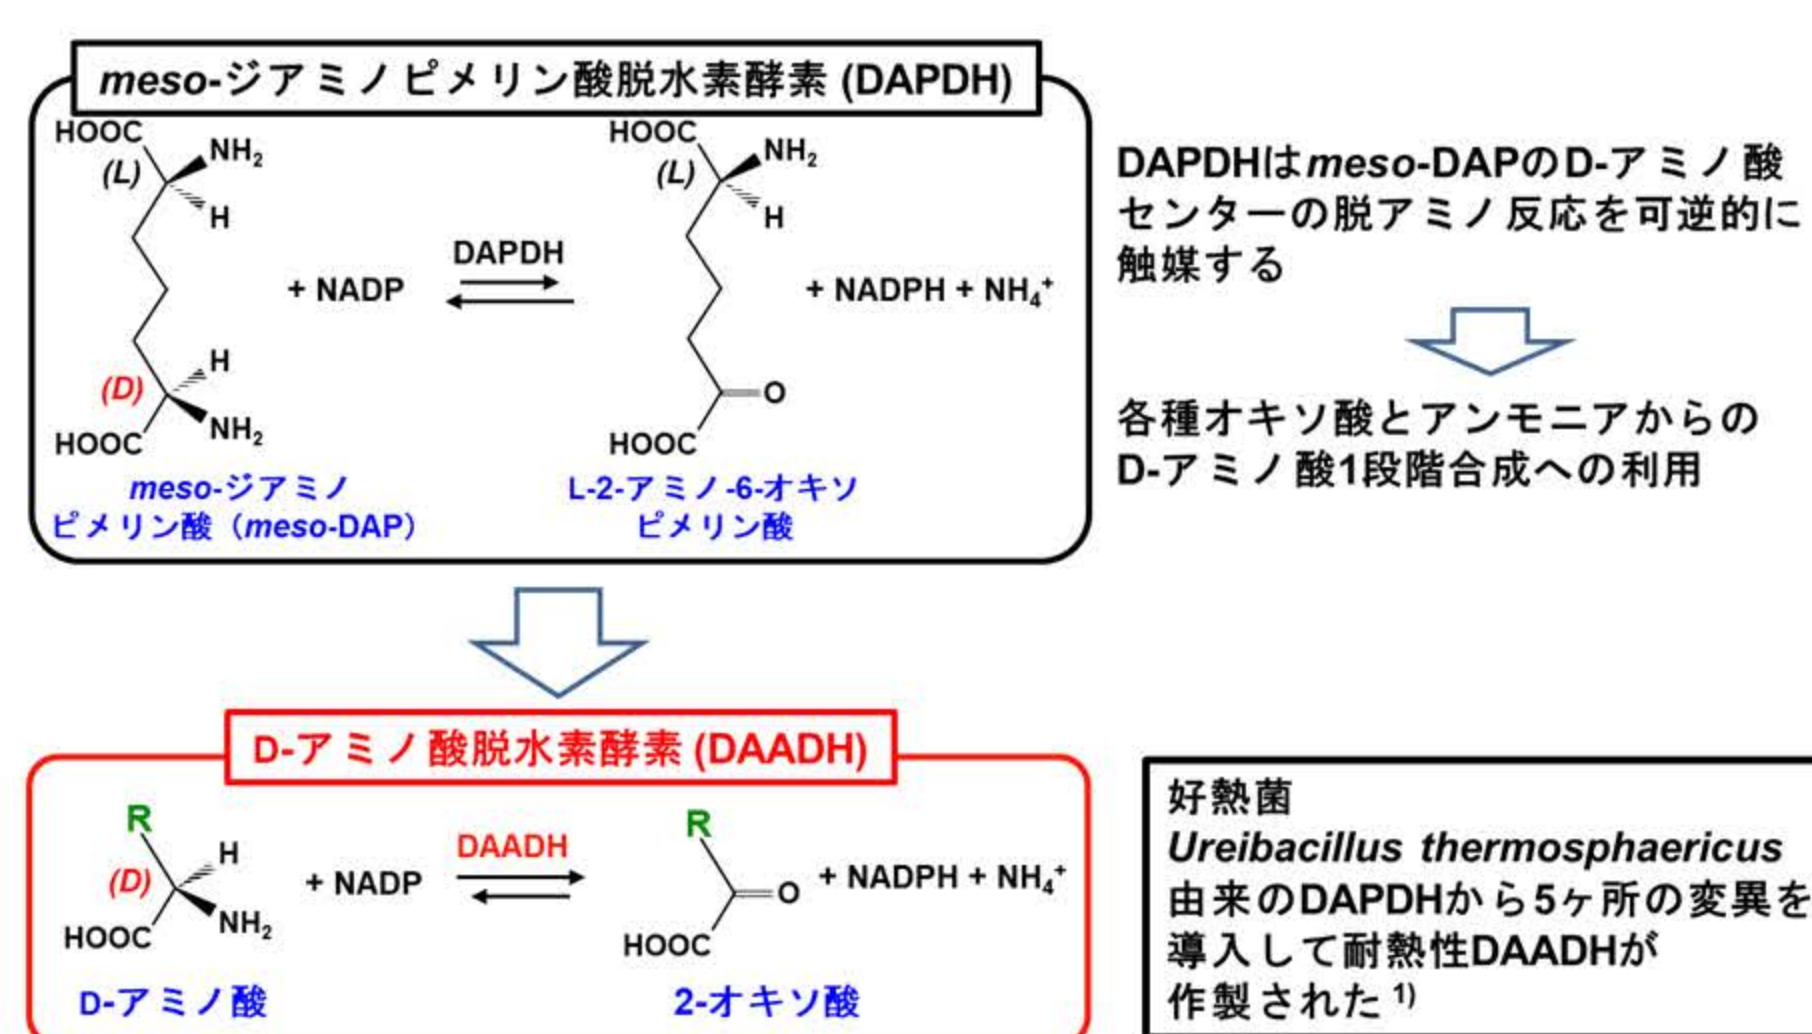 meso-ジアミノピメリン酸脱水素酵素 (DAPDH)
HOOC
(L)
NH₂
H
(D)
H
NH₂
HOOC
meso-ジアミノ
ピメリン酸（meso-DAP）
+ NADP
DAPDH
HOOC
(L)
NH₂
H
O
HOOC
L-2-アミノ-6-オキソ
ピメリン酸
+ NADPH + NH₄⁺
DAPDHはmeso-DAPのD-アミノ酸
センターの脱アミノ反応を可逆的に
触媒する
各種オキソ酸とアンモニアからの
D-アミノ酸1段階合成への利用
D-アミノ酸脱水素酵素 (DAADH)
R
(D)
H
NH₂
HOOC
D-アミノ酸
+ NADP
DAADH
R
O
HOOC
2-オキソ酸
+ NADPH + NH₄⁺
好熱菌
Ureibacillus thermosphaericus
由来のDAPDHから5ヶ所の変異を
導入して耐熱性DAADHが
作製された 1)